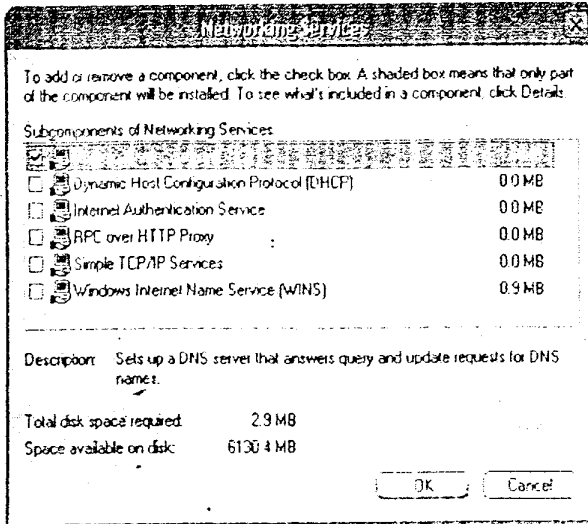 Networking Services
To add or remove a component, click the check box. A shaded box means that only part
of the component will be installed. To see what's included in a component, click Details.
Subcomponents of Networking Services
Dynamic Host Configuration Protocol (DHCP) 0.0 MB
Internet Authentication Service 0.0 MB
RPC over HTTP Proxy 0.0 MB
Simple TCP/IP Services 0.0 MB
Windows Internet Name Service (WINS) 0.9 MB
Description: Sets up a DNS server that answers query and update requests for DNS
names.
Total disk space required: 2.9 MB
Space available on disk: 6130.4 MB
OK Cancel